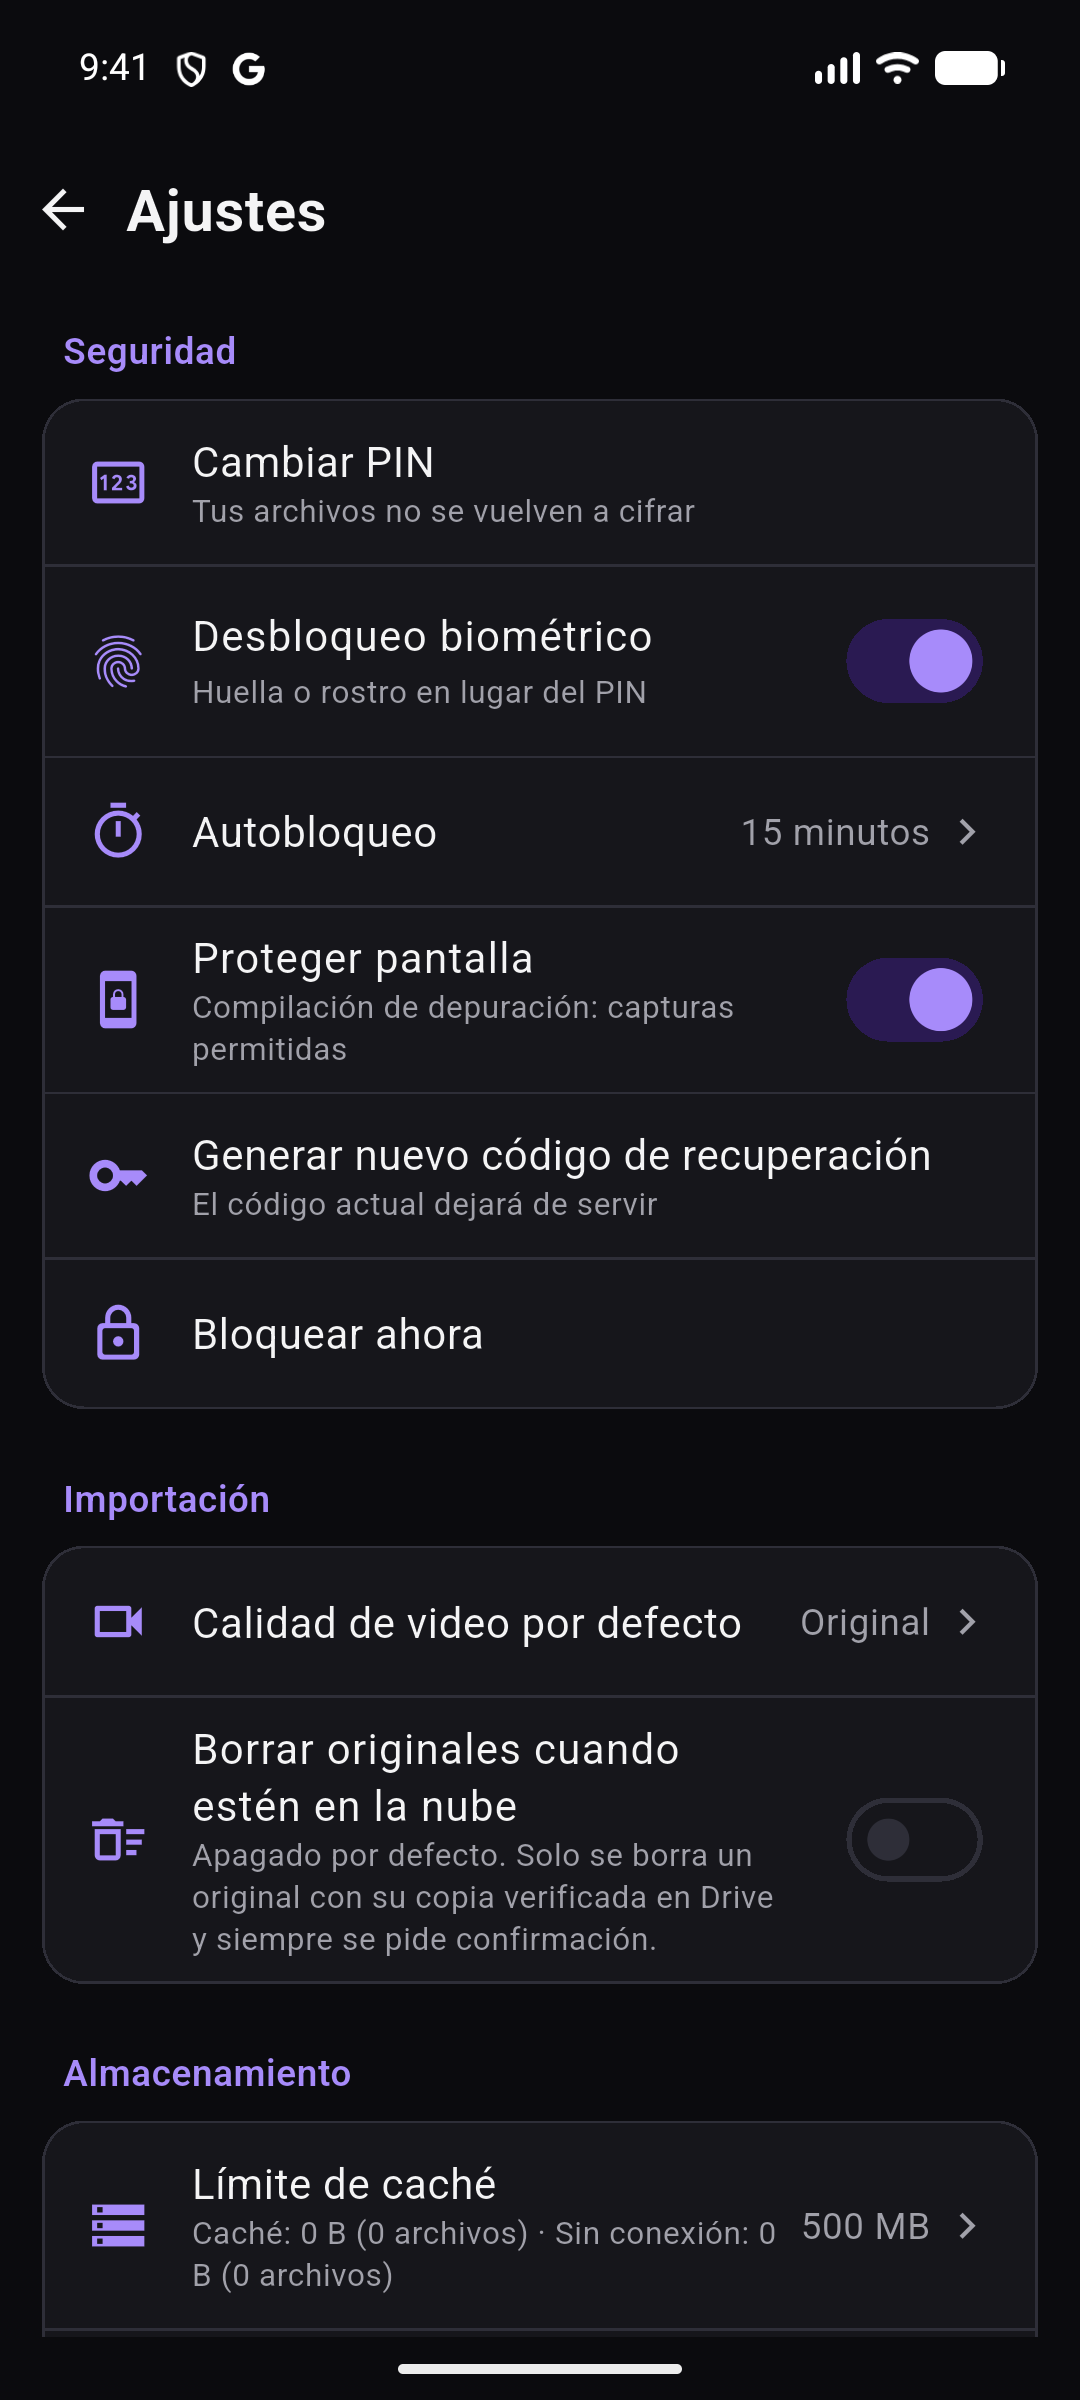 9:41
Ajustes
Seguridad
123
Cambiar PIN
Tus archivos no se vuelven a cifrar
Desbloqueo biométrico
Huella o rostro en lugar del PIN
Autobloqueo
15 minutos
Proteger pantalla
Compilación de depuración: capturas
permitidas
Generar nuevo código de recuperación
El código actual dejará de servir
Bloquear ahora
Importación
Calidad de video por defecto
Original
Borrar originales cuando
estén en la nube
Apagado por defecto. Solo se borra un
original con su copia verificada en Drive
y siempre se pide confirmación.
Almacenamiento
Límite de caché
Caché: 0 B (0 archivos) · Sin conexión: 0
B (0 archivos)
500 MB